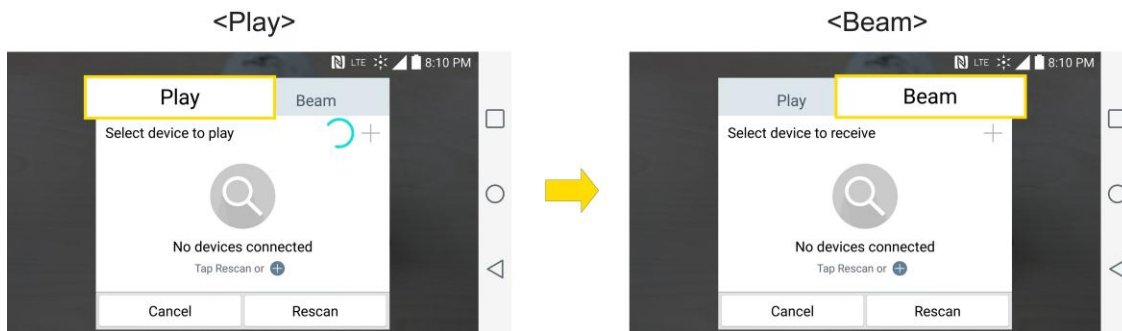 <Play>
LTE 8:10 PM
Play Beam
Select device to play
No devices connected
Tap Rescan or
Cancel Rescan
<Beam>
LTE 8:10 PM
Play Beam
Select device to receive
No devices connected
Tap Rescan or
Cancel Rescan